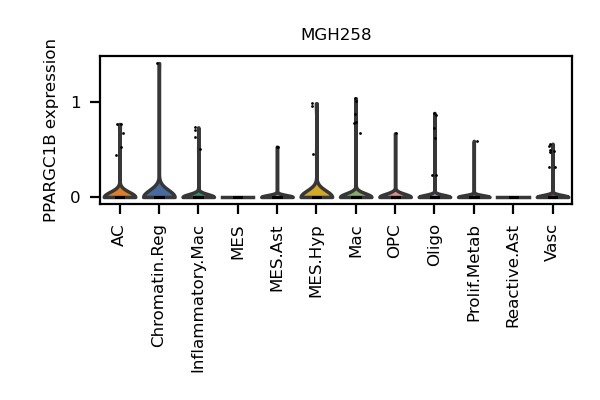 MGH258
PPARGC1B expression
1
0
AC
Chromatin.Reg
Inflammatory.Mac
MES
MES.Ast
MES.Hyp
Mac
OPC
Oligo
Prolif.Metab
Reactive.Ast
Vasc